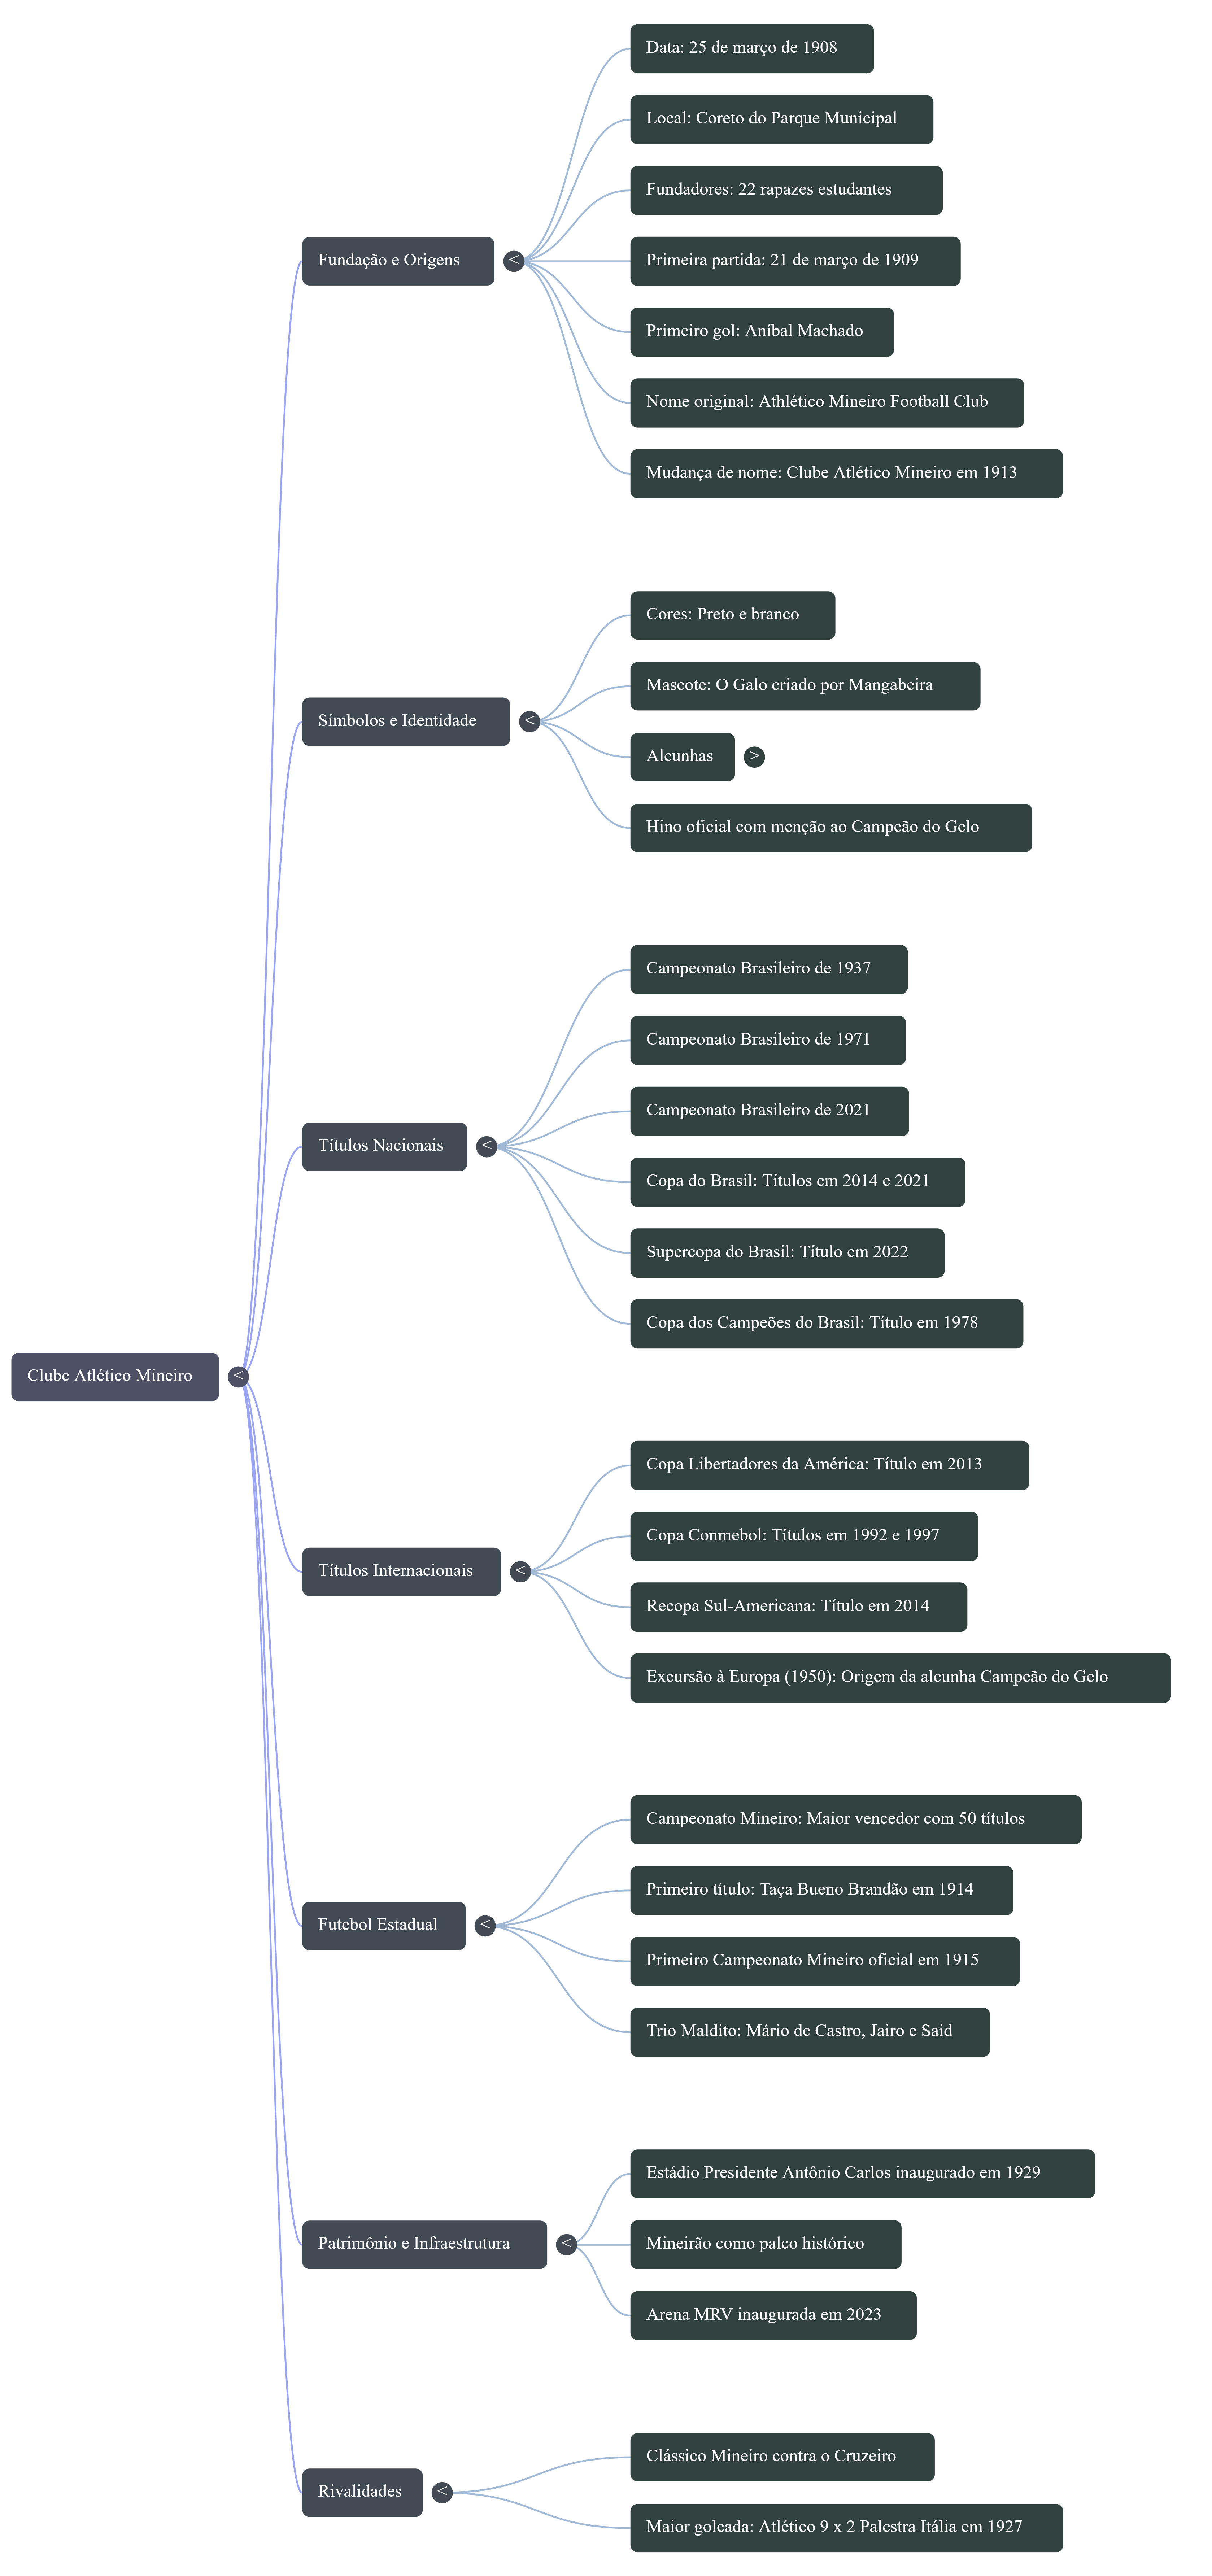 Clube Atlético Mineiro
<
Fundação e Origens
<
Data: 25 de março de 1908
Local: Coreto do Parque Municipal
Fundadores: 22 rapazes estudantes
Primeira partida: 21 de março de 1909
Primeiro gol: Aníbal Machado
Nome original: Athlético Mineiro Football Club
Mudança de nome: Clube Atlético Mineiro em 1913
Símbolos e Identidade
<
Cores: Preto e branco
Mascote: O Galo criado por Mangabeira
Alcunhas
>
Hino oficial com menção ao Campeão do Gelo
Títulos Nacionais
<
Campeonato Brasileiro de 1937
Campeonato Brasileiro de 1971
Campeonato Brasileiro de 2021
Copa do Brasil: Títulos em 2014 e 2021
Supercopa do Brasil: Título em 2022
Copa dos Campeões do Brasil: Título em 1978
Títulos Internacionais
<
Copa Libertadores da América: Título em 2013
Copa Conmebol: Títulos em 1992 e 1997
Recopa Sul-Americana: Título em 2014
Excursão à Europa (1950): Origem da alcunha Campeão do Gelo
Futebol Estadual
<
Campeonato Mineiro: Maior vencedor com 50 títulos
Primeiro título: Taça Bueno Brandão em 1914
Primeiro Campeonato Mineiro oficial em 1915
Trio Maldito: Mário de Castro, Jairo e Said
Patrimônio e Infraestrutura
<
Estádio Presidente Antônio Carlos inaugurado em 1929
Mineirão como palco histórico
Arena MRV inaugurada em 2023
Rivalidades
<
Clássico Mineiro contra o Cruzeiro
Maior goleada: Atlético 9 x 2 Palestra Itália em 1927